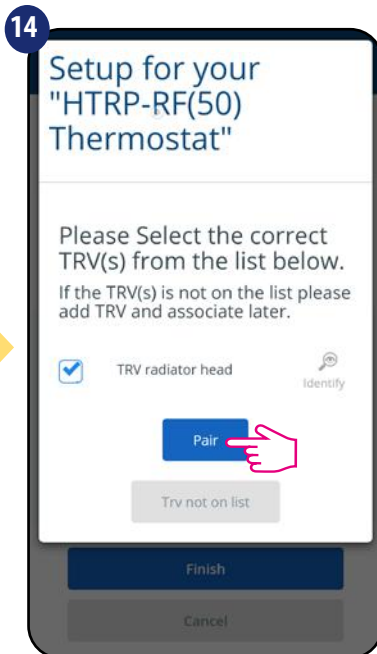 14
Setup for your
"HTRP-RF(50)
Thermostat"
Please Select the correct
TRV(s) from the list below.
If the TRV(s) is not on the list please
add TRV and associate later.
TRV radiator head
Identify
Pair
Trv not on list
Finish
Cancel